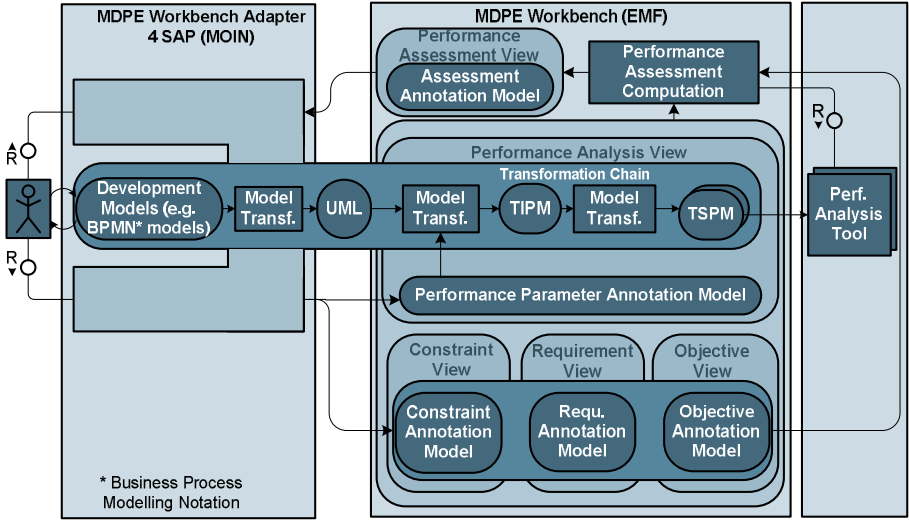 MDPE Workbench Adapter
4 SAP (MOIN)
MDPE Workbench (EMF)
Performance
Assessment View
Assessment
Annotation Model
Performance
Assessment
Computation
R
R
Performance Analysis View
Transformation Chain
Development
Models (e.g.
BPMN* models)
Model
Transf.
UML
Model
Transf.
TIPM
Model
Transf.
TSPM
Perf.
Analysis
Tool
R
Performance Parameter Annotation Model
Constraint
View
Requirement
View
Objective
View
Constraint
Annotation
Model
Requ.
Annotation
Model
Objective
Annotation
Model
* Business Process
Modelling Notation